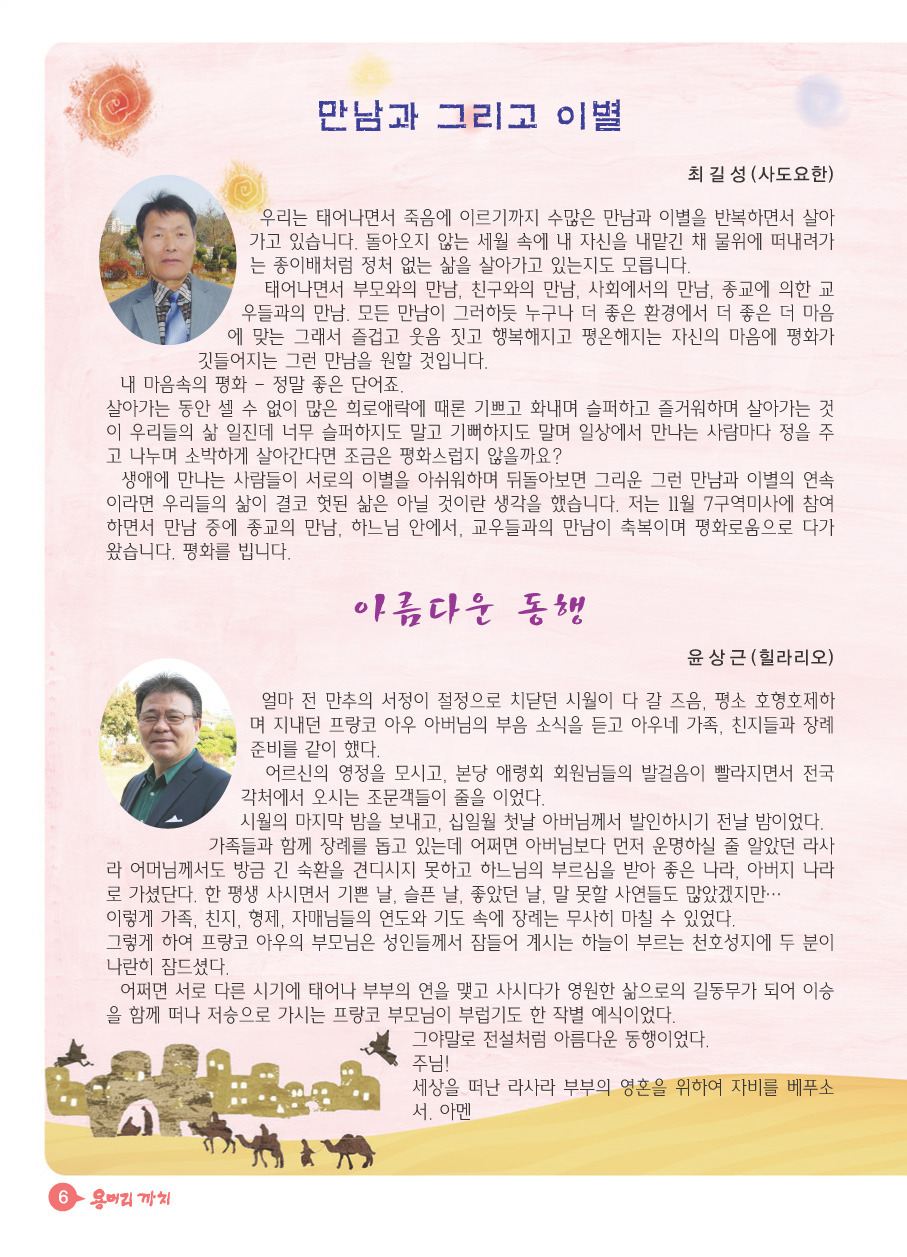 만남과 그리고 이별
최 길 성 (사도요한)
우리는 태어나면서 죽음에 이르기까지 수많은 만남과 이별을 반복하면서 살아
가고 있습니다. 돌아오지 않는 세월 속에 내 자신을 내맡긴 채 물위에 떠내려가
는 종이배처럼 정처 없는 삶을 살아가고 있는지도 모릅니다.
태어나면서 부모와의 만남, 친구와의 만남, 사회에서의 만남, 종교에 의한 교
우들과의 만남. 모든 만남이 그러하듯 누구나 더 좋은 환경에서 더 좋은 더 마음
에 맞는 그래서 즐겁고 웃음 짓고 행복해지고 평온해지는 자신의 마음에 평화가
깃들어지는 그런 만남을 원할 것입니다.
내 마음속의 평화 – 정말 좋은 단어죠.
살아가는 동안 셀 수 없이 많은 희로애락에 때론 기쁘고 화내며 슬퍼하고 즐거워하며 살아가는 것
이 우리들의 삶 일진데 너무 슬퍼하지도 말고 기뻐하지도 말며 일상에서 만나는 사람마다 정을 주
고 나누며 소박하게 살아간다면 조금은 평화스럽지 않을까요?
생애에 만나는 사람들이 서로의 이별을 아쉬워하며 뒤돌아보면 그리운 그런 만남과 이별의 연속
이라면 우리들의 삶이 결코 헛된 삶은 아닐 것이란 생각을 했습니다. 저는 11월 7구역미사에 참여
하면서 만남 중에 종교의 만남, 하느님 안에서, 교우들과의 만남이 축복이며 평화로움으로 다가
왔습니다. 평화를 빕니다.
아름다운 동행
윤 상 근 (힐라리오)
얼마 전 만추의 서정이 절정으로 치닫던 시월이 다 갈 즈음, 평소 호형호제하
며 지내던 프랑코 아우 아버님의 부음 소식을 듣고 아우네 가족, 친지들과 장례
준비를 같이 했다.
어르신의 영정을 모시고, 본당 애령회 회원님들의 발걸음이 빨라지면서 전국
각처에서 오시는 조문객들이 줄을 이었다.
시월의 마지막 밤을 보내고, 십일월 첫날 아버님께서 발인하시기 전날 밤이었다.
가족들과 함께 장례를 돕고 있는데 어쩌면 아버님보다 먼저 운명하실 줄 알았던 라사
라 어머님께서도 방금 긴 숙환을 견디시지 못하고 하느님의 부르심을 받아 좋은 나라, 아버지 나라
로 가셨단다. 한 평생 사시면서 기쁜 날, 슬픈 날, 좋았던 날, 말 못할 사연들도 많았겠지만…
이렇게 가족, 친지, 형제, 자매님들의 연도와 기도 속에 장례는 무사히 마칠 수 있었다.
그렇게 하여 프랑코 아우의 부모님은 성인들께서 잠들어 계시는 하늘이 부르는 천호성지에 두 분이
나란히 잠드셨다.
어쩌면 서로 다른 시기에 태어나 부부의 연을 맺고 사시다가 영원한 삶으로의 길동무가 되어 이승
을 함께 떠나 저승으로 가시는 프랑코 부모님이 부럽기도 한 작별 예식이었다.
그야말로 전설처럼 아름다운 동행이었다.
주님!
세상을 떠난 라사라 부부의 영혼을 위하여 자비를 베푸소
서. 아멘
6 용머리 까치